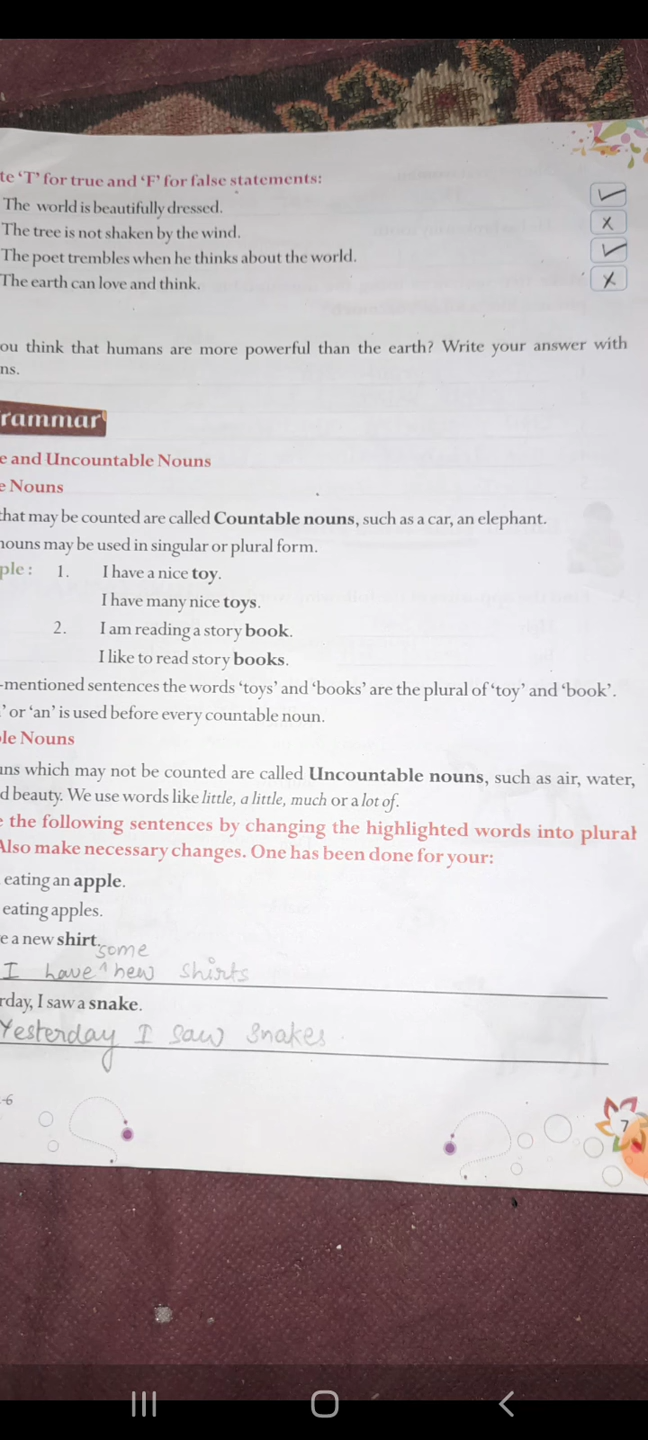 te ‘T’ for true and ‘F’ for false statements:
The world is beautifully dressed. ✓
The tree is not shaken by the wind. X
The poet trembles when he thinks about the world. ✓
The earth can love and think. X
ou think that humans are more powerful than the earth? Write your answer with
ns.
rammar
e and Uncountable Nouns
e Nouns
that may be counted are called Countable nouns, such as a car, an elephant.
nouns may be used in singular or plural form.
ple : 1. I have a nice toy.
I have many nice toys.
2. I am reading a story book.
I like to read story books.
-mentioned sentences the words ‘toys’ and ‘books’ are the plural of ‘toy’ and ‘book’.
’ or ‘an’ is used before every countable noun.
le Nouns
uns which may not be counted are called Uncountable nouns, such as air, water,
d beauty. We use words like little, a little, much or a lot of.
e the following sentences by changing the highlighted words into plural
Also make necessary changes. One has been done for your:
eating an apple.
eating apples.
e a new shirt.
some
I have ^ new shirts
rday, I saw a snake.
Yesterday I saw snakes
-6
7